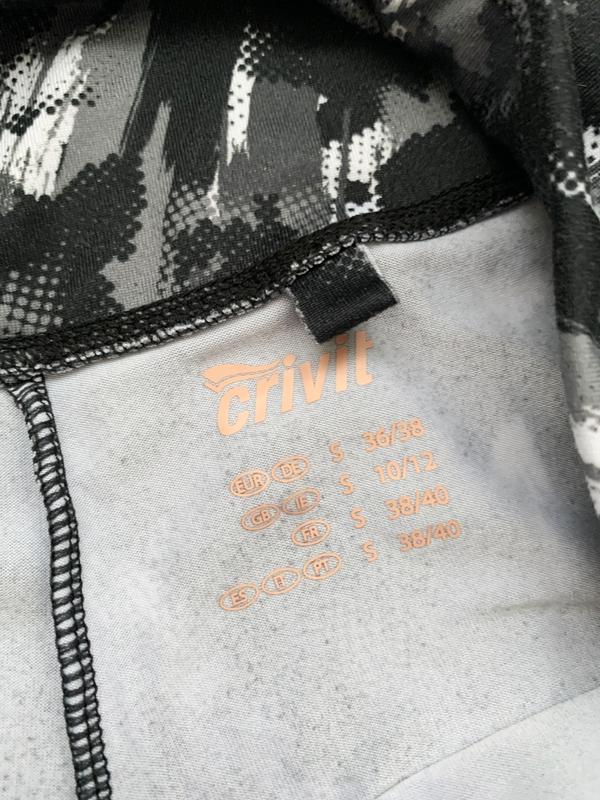 crivit
EUR DE S 36/38
GB IE S 10/12
FR S 38/40
ES IT PT S 38/40